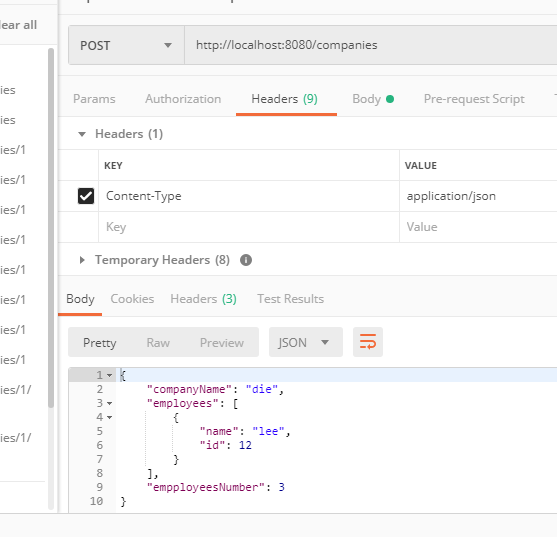 ear all
POST http://localhost:8080/companies
Params Authorization Headers (9) Body Pre-request Script
ies
Headers (1)
ies
KEY VALUE
ies/1
ies/1
Content-Type application/json
ies/1
Key Value
ies/1
Temporary Headers (8)
ies/1
Body Cookies Headers (3) Test Results
ies/1
ies/1
Pretty Raw Preview JSON
ies/1
1 {
ies/1/
2 "companyName": "die",
3 "employees": [
4 {
ies/1/
5 "name": "lee",
6 "id": 12
7 }
8 ],
9 "empployeesNumber": 3
10 }